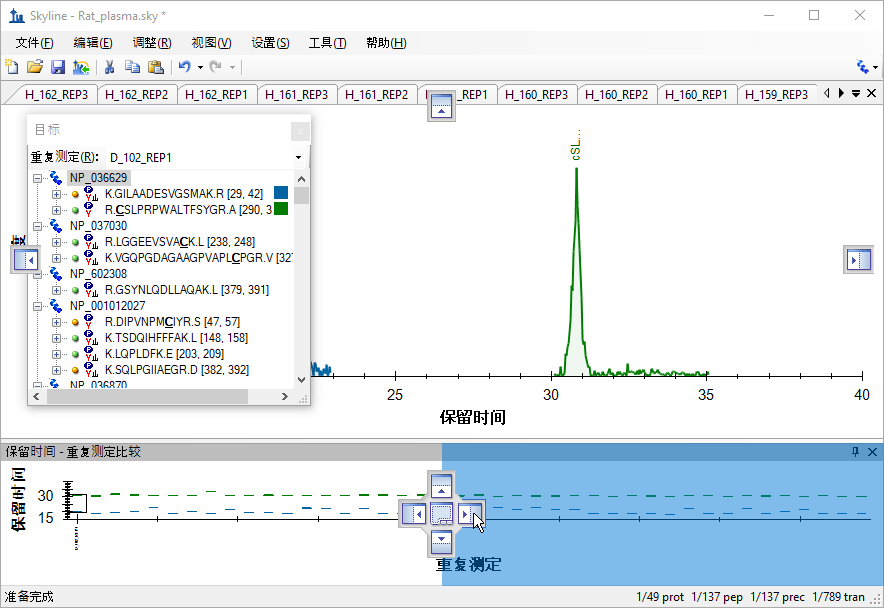 Skyline - Rat_plasma.sky *
文件(F) 编辑(E) 调整(R) 视图(V) 设置(S) 工具(T) 帮助(H)
H_162_REP3 H_162_REP2 H_162_REP1 H_161_REP3 H_161_REP2 _REP1 H_160_REP3 H_160_REP2 H_160_REP1 H_159_REP3
目标
重复测定(R): D_102_REP1
NP_036629
K.GILAADESVGSMAK.R [29, 42]
R.CSLPRPWALTFSYGR.A [290, 3
NP_037030
R.LGGEEVSVACK.L [238, 248]
K.VGQPGDAGAAGPVAPLCPGR.V [327
NP_602308
R.GSYNLQDLLAQAK.L [379, 391]
NP_001012027
R.DIPVNPMCIYR.S [47, 57]
K.TSDQIHFFFAK.L [148, 158]
K.LQPLDFK.E [203, 209]
K.SQLPGIIAEGR.D [382, 392]
NP_036870
cSL...
25 30 35 40
保留时间
保留时间 - 重复测定比较
保留时间
30
15
重复测定
准备完成 1/49 prot 1/137 pep 1/137 prec 1/789 tran